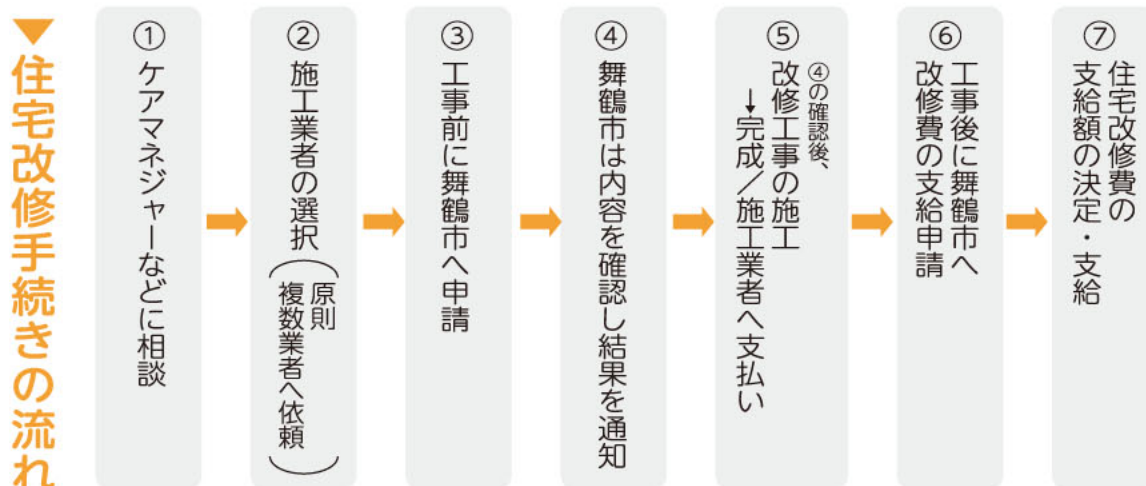 ▼住宅改修手続きの流れ
①
ケアマネジャーなどに相談
②
施工業者の選択
（原則
複数業者へ依頼）
③
工事前に舞鶴市へ申請
④
舞鶴市は内容を確認し結果を通知
⑤
④の確認後、
改修工事の施工
→完成／施工業者へ支払い
⑥
工事後に舞鶴市へ
改修費の支給申請
⑦
住宅改修費の
支給額の決定・支給